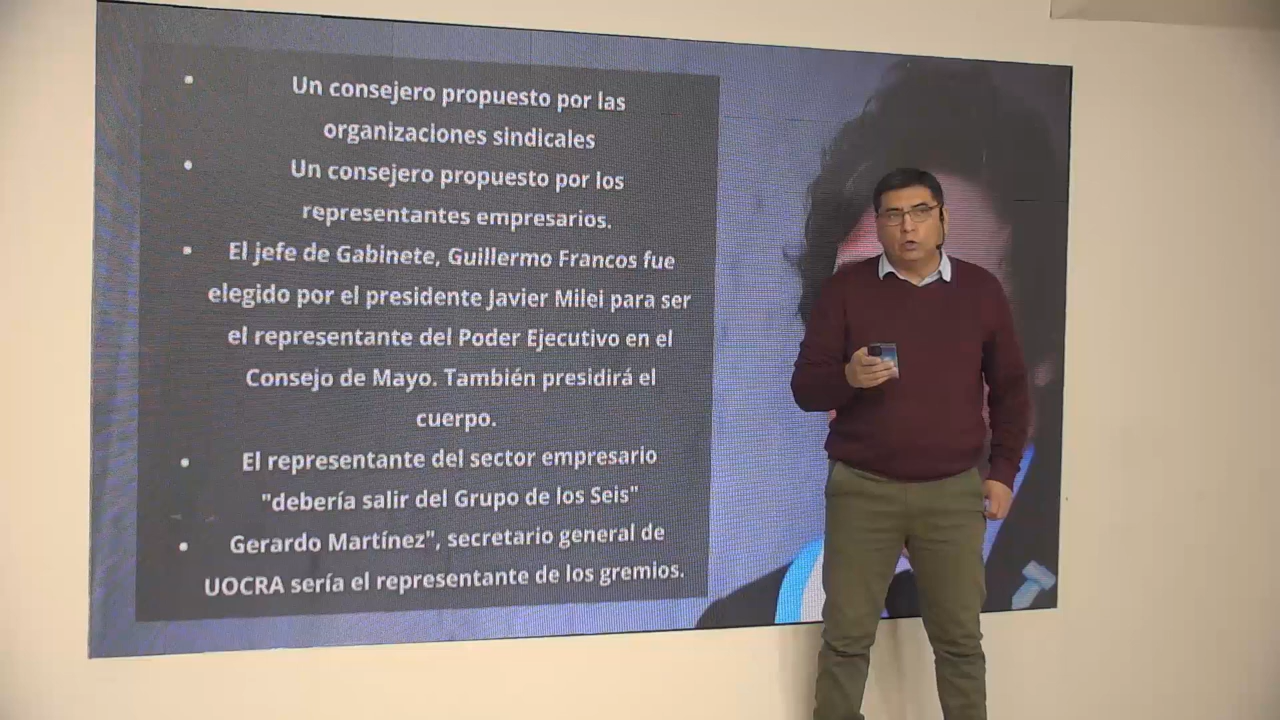 Un consejero propuesto por las
organizaciones sindicales
Un consejero propuesto por los
representantes empresarios.
El jefe de Gabinete, Guillermo Francos fue
elegido por el presidente Javier Milei para ser
el representante del Poder Ejecutivo en el
Consejo de Mayo. También presidirá el
cuerpo.
El representante del sector empresario
"debería salir del Grupo de los Seis"
Gerardo Martínez", secretario general de
UOCRA sería el representante de los gremios.